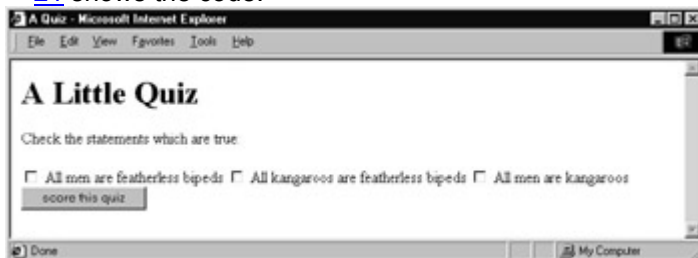 21 shows the code.
A Quiz - Microsoft Internet Explorer
File Edit View Favorites Tools Help
A Little Quiz
Check the statements which are true
All men are featherless bipeds All kangaroos are featherless bipeds All men are kangaroos
score this quiz
Done My Computer